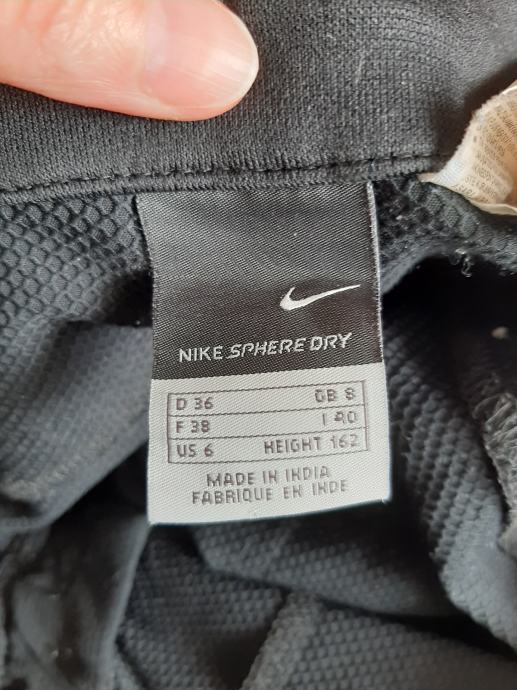 NIKE SPHERE DRY
D 36 GB 8
F 38 I 40
US 6 HEIGHT 162
MADE IN INDIA
FABRIQUE EN INDE